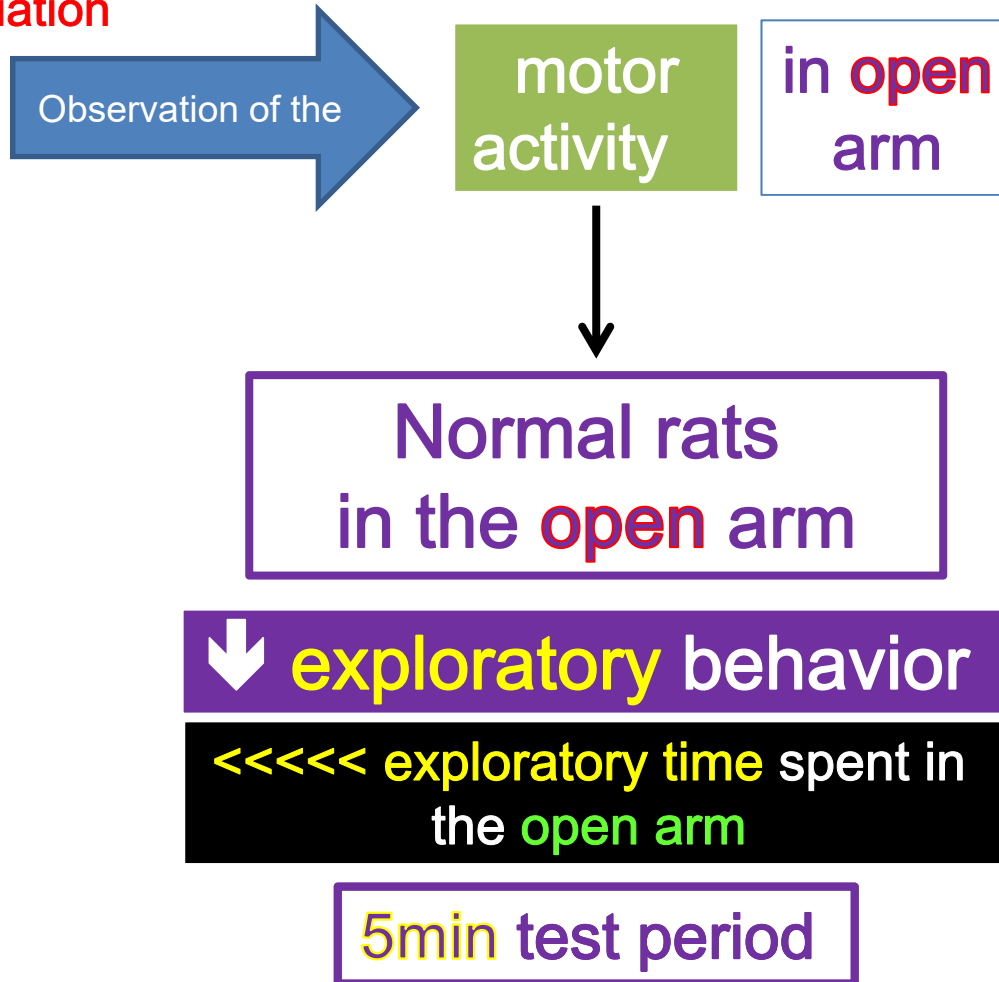 Observation of the
motor
activity
in open
arm
Normal rats
in the open arm
exploratory behavior
<<<<< exploratory time spent in
the open arm
5min test period